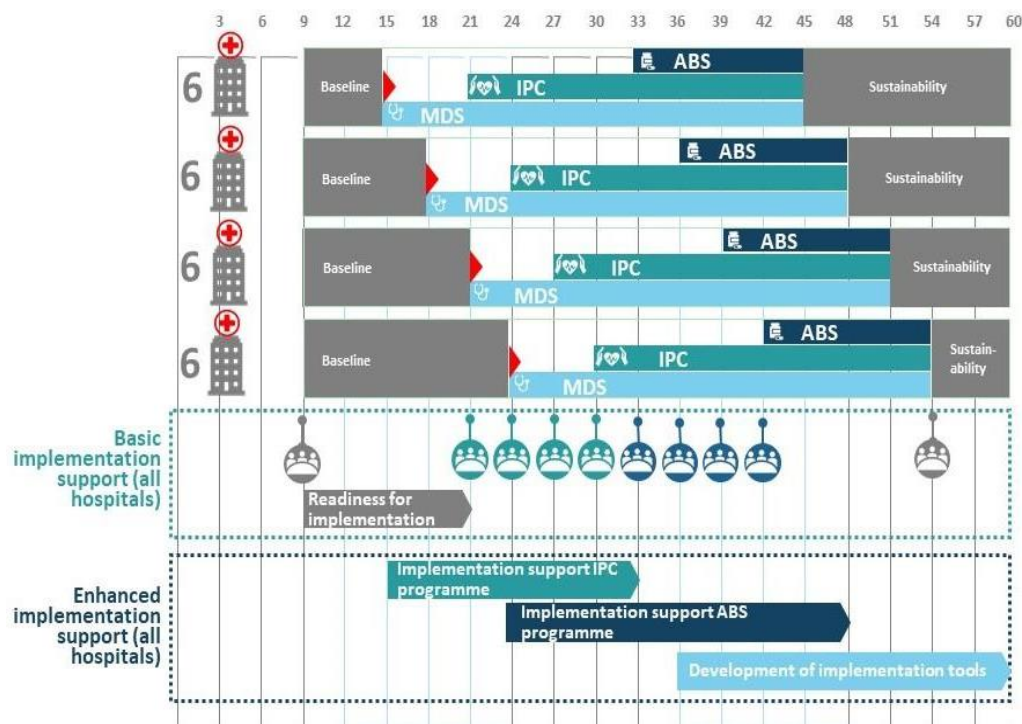 3 6 9 12 15 18 21 24 27 30 33 36 39 42 45 48 51 54 60
6
Baseline
ABS
IPC
MDS
Sustainability
6
Baseline
ABS
IPC
MDS
Sustainability
6
Baseline
ABS
IPC
MDS
Sustainability
6
Baseline
ABS
IPC
MDS
Sustain-
ability
Basic
implementation
support (all
hospitals)
Readiness for
implementation
Enhanced
implementation
support (all
hospitals)
Implementation support IPC
programme
Implementation support ABS
programme
Development of implementation tools